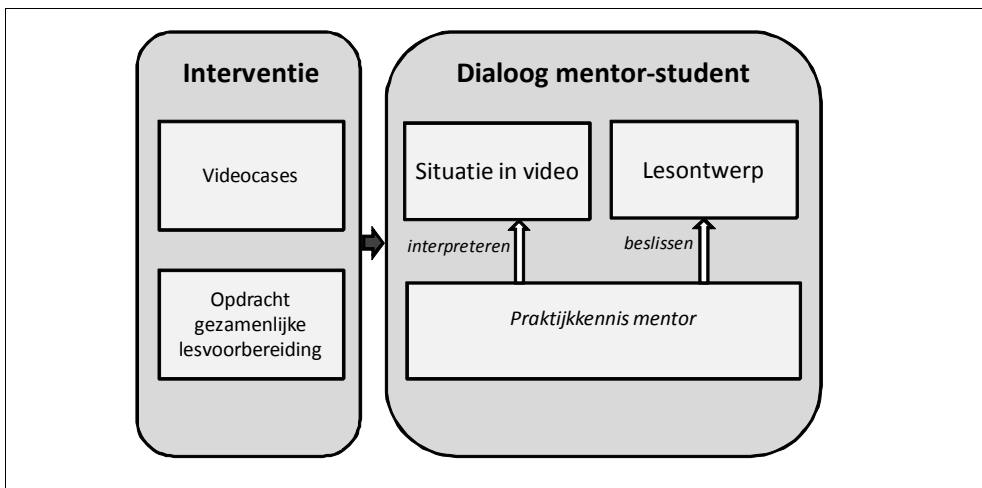 Interventie
Videocases
Opdracht
gezamenlijke
lesvoorbereiding
Dialoog mentor-student
Situatie in video
Lesontwerp
interpreteren
beslissen
Praktijkkennis mentor